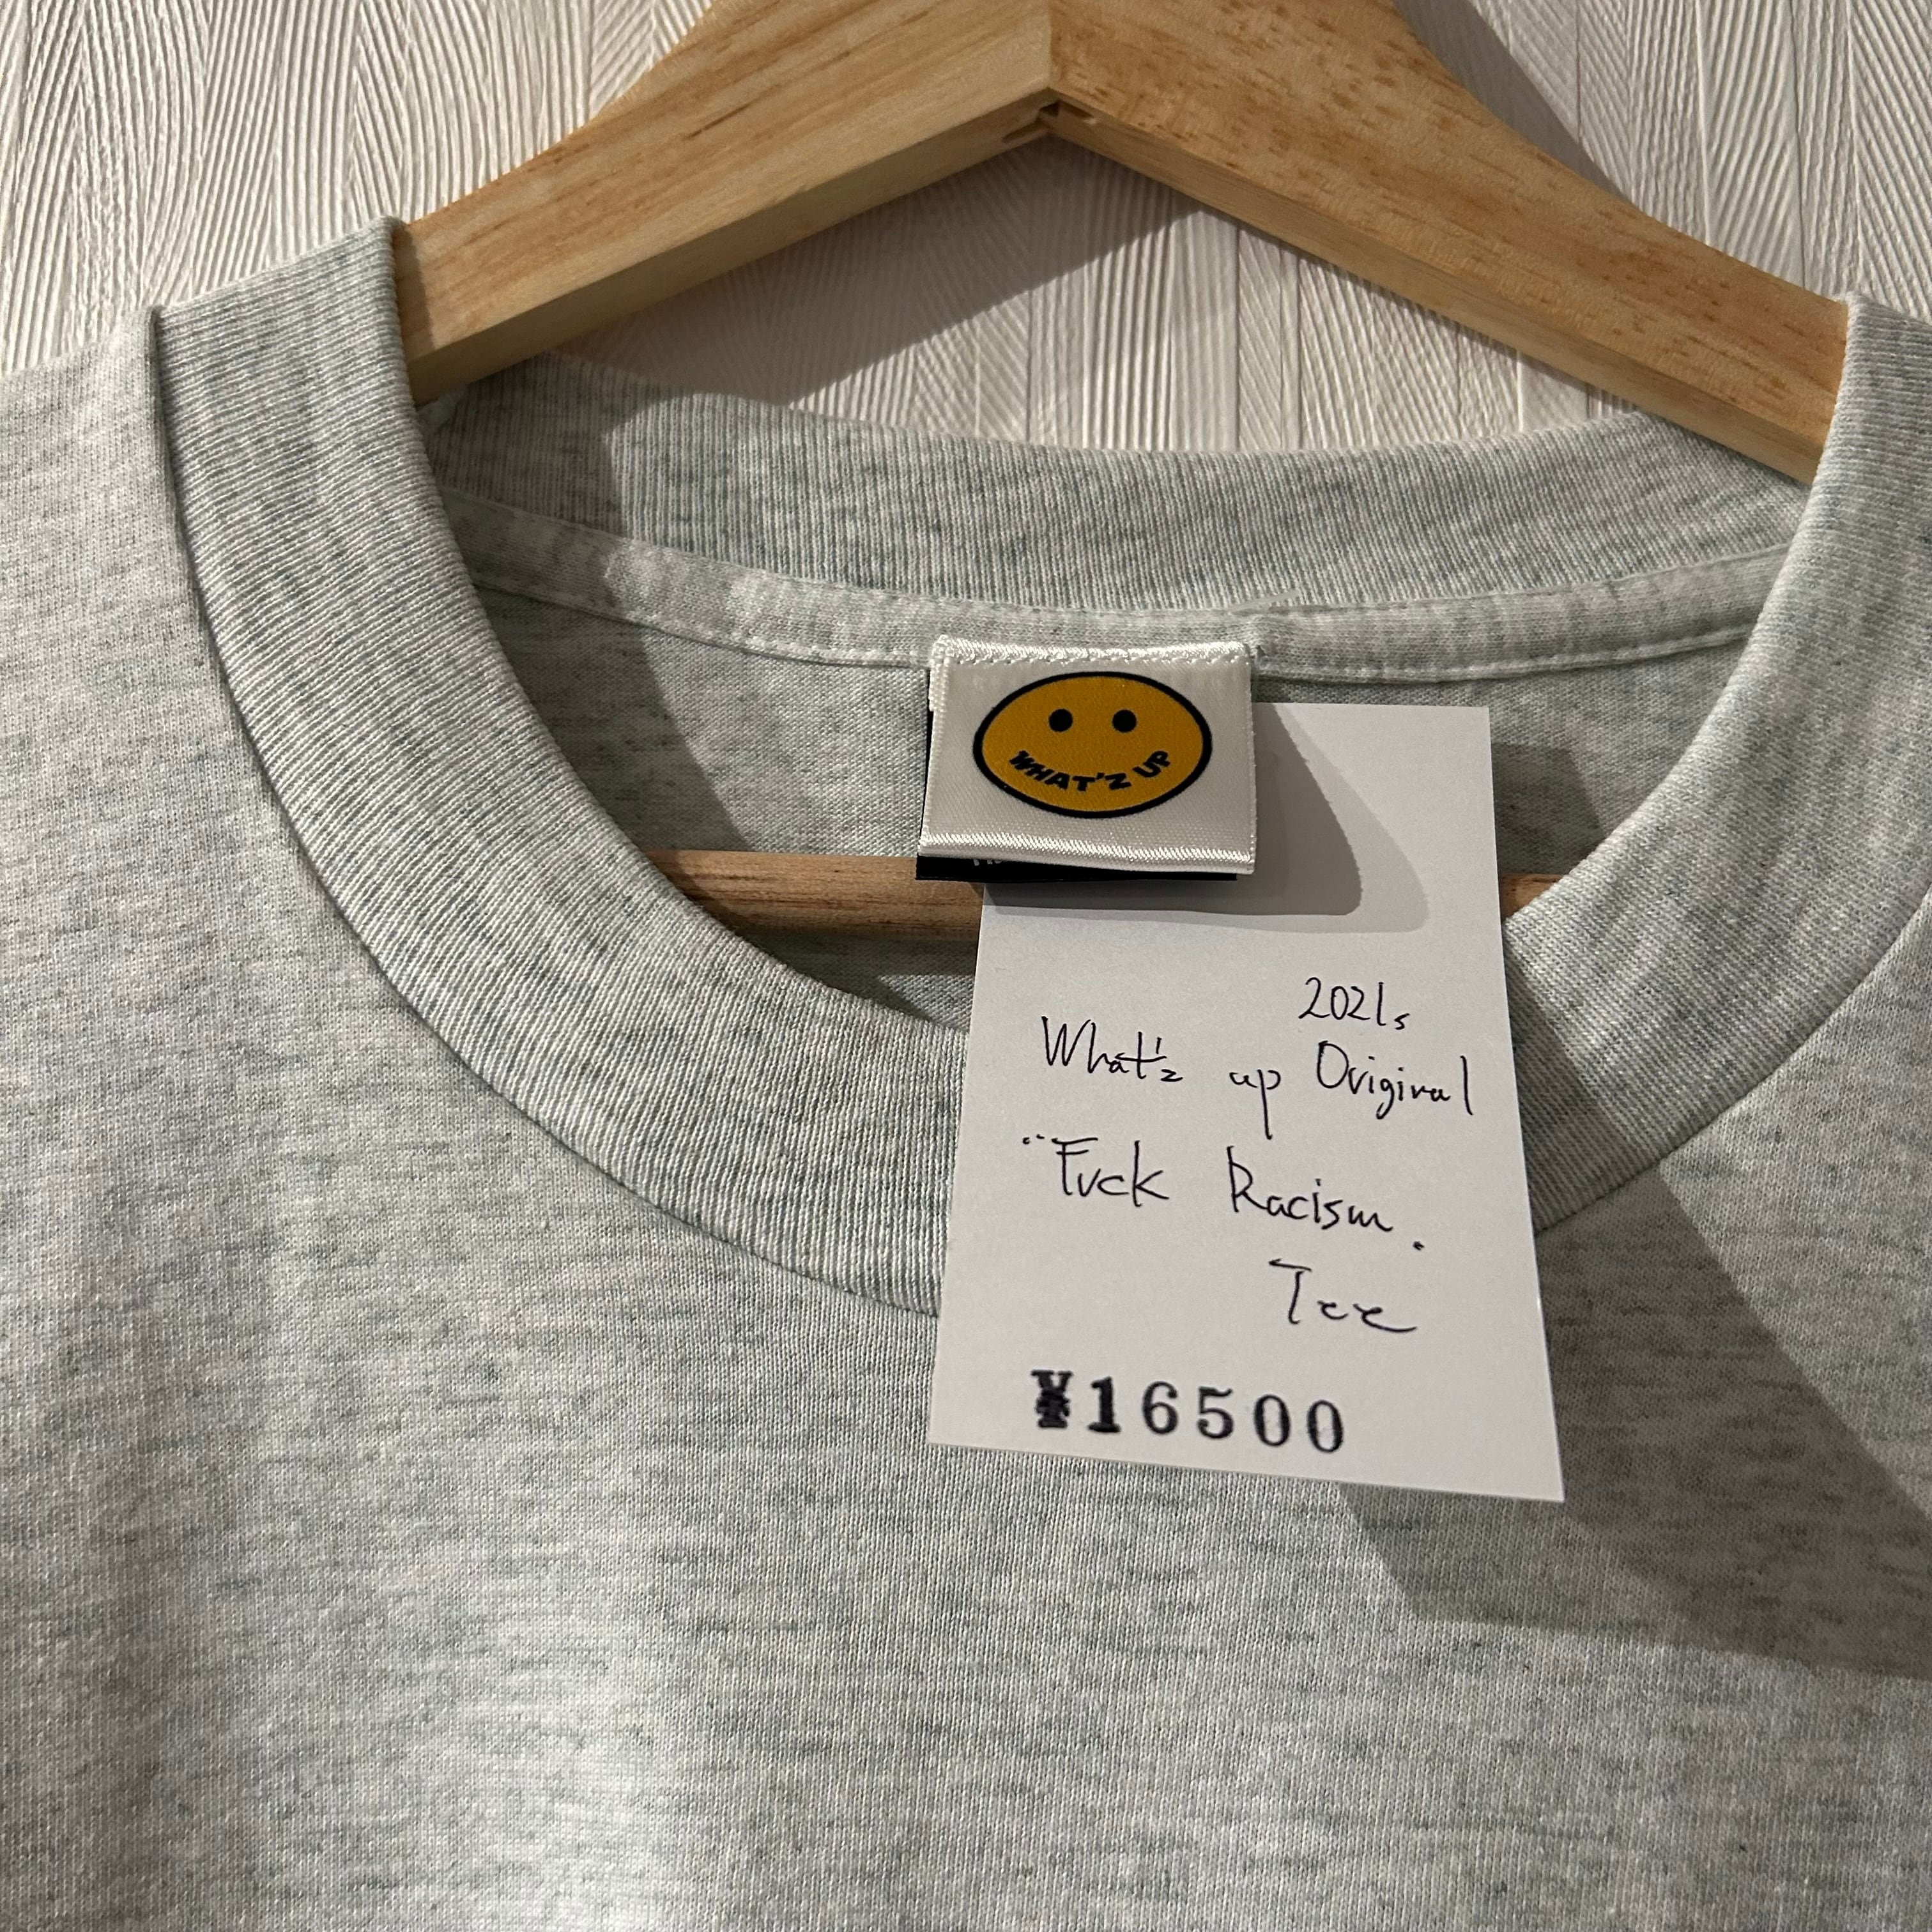 WHAT'Z UP
2021s
What'z up Original
"Fuck Racism"
Tee
¥16500